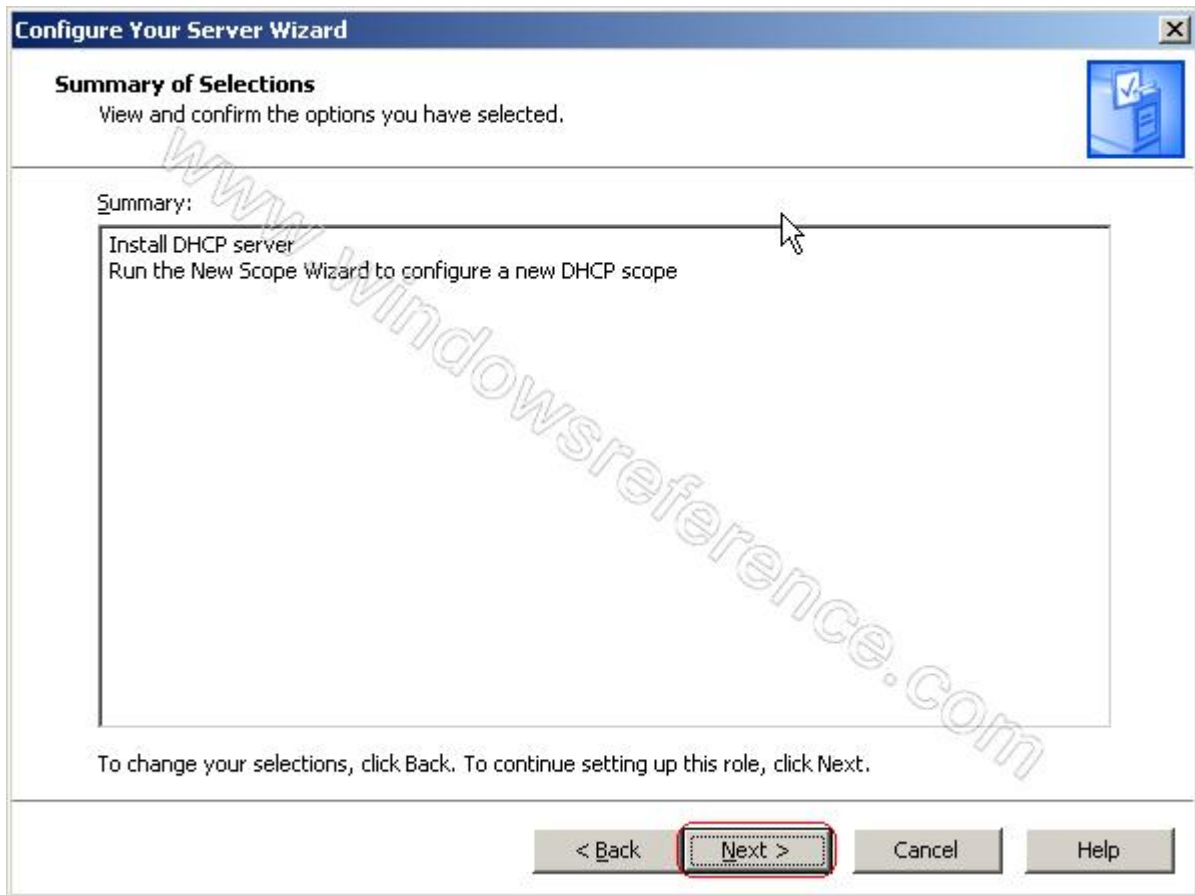 Configure Your Server Wizard
Summary of Selections
View and confirm the options you have selected.
Summary:
Install DHCP server
Run the New Scope Wizard to configure a new DHCP scope
www.windowsreference.com
To change your selections, click Back. To continue setting up this role, click Next.
< Back
Next >
Cancel
Help